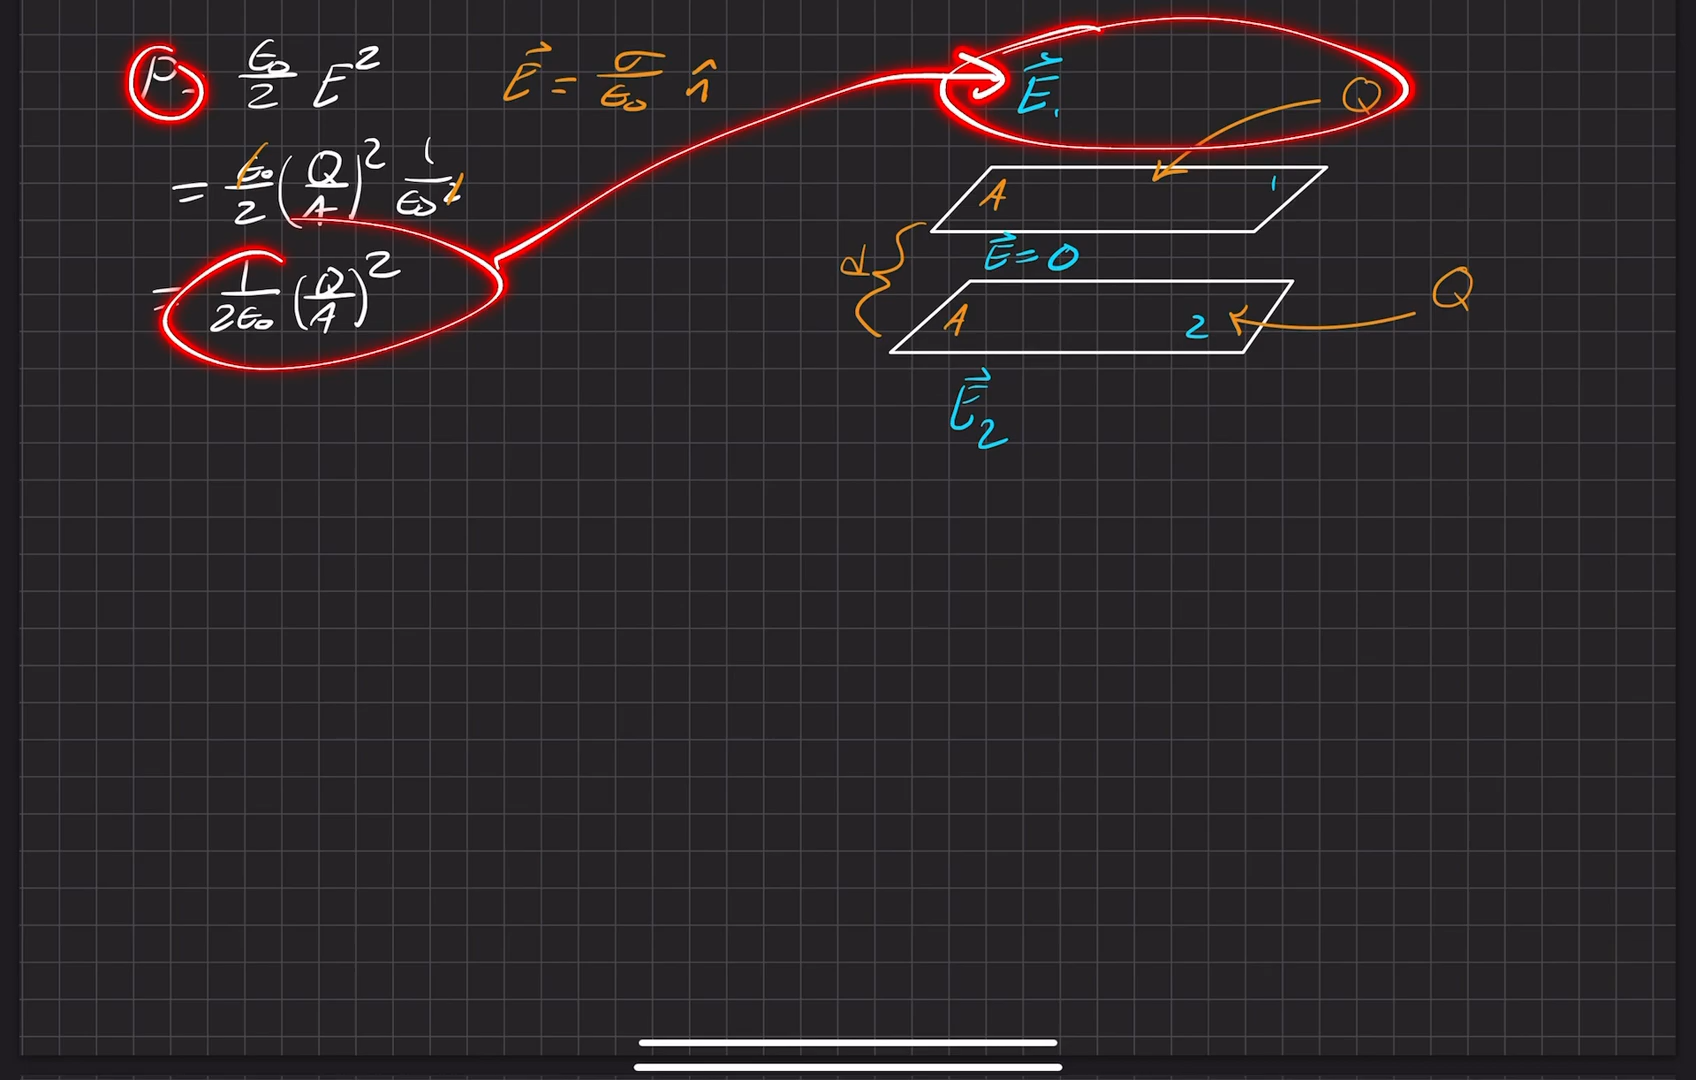 P = ε₀/2 E²
E⃗ = σ/ε₀ n̂
= ε₀/2 (Q/A)² 1/ε₀²
= 1/2ε₀ (Q/A)²
E⃗₁
Q
A 1
d E⃗ = 0
A 2
Q
E⃗₂